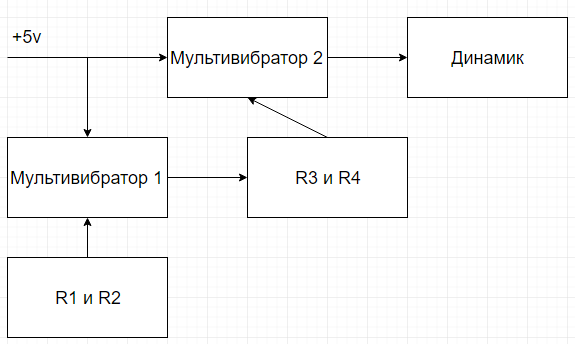 +5v
Мультивибратор 2
Динамик
Мультивибратор 1
R3 и R4
R1 и R2